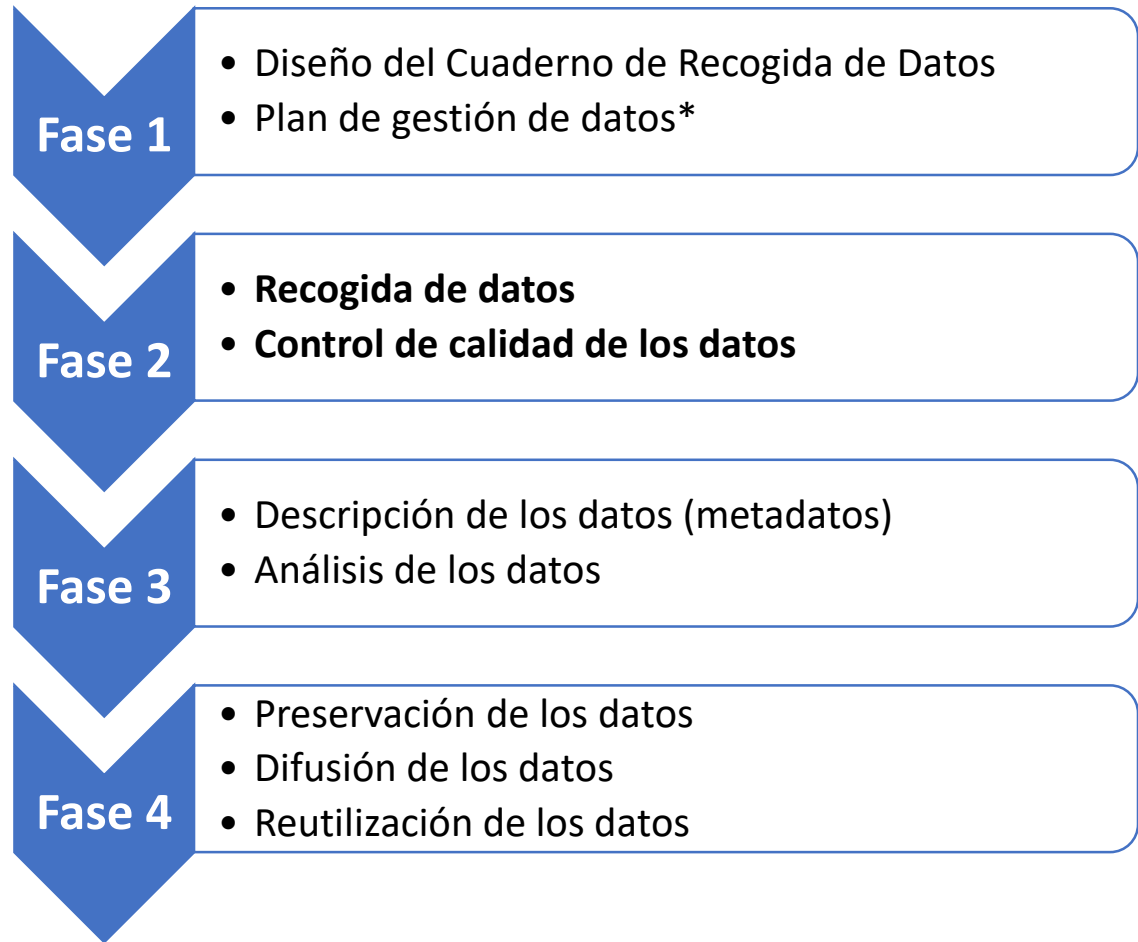 Fase 1
• Diseño del Cuaderno de Recogida de Datos
• Plan de gestión de datos*
Fase 2
• Recogida de datos
• Control de calidad de los datos
Fase 3
• Descripción de los datos (metadatos)
• Análisis de los datos
Fase 4
• Preservación de los datos
• Difusión de los datos
• Reutilización de los datos